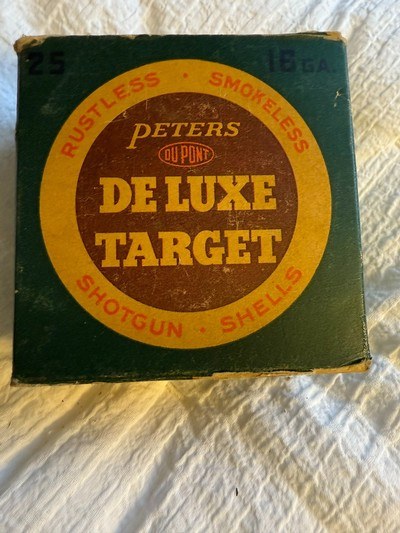 25 16 GA.
RUSTLESS • SMOKELESS
PETERS
DU PONT
DE LUXE
TARGET
SHOTGUN • SHELLS